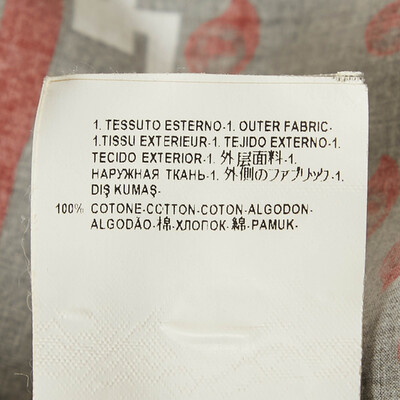 1. TESSUTO ESTERNO-1. OUTER FABRIC-
1.TISSU EXTERIEUR-1. TEJIDO EXTERNO-1.
TECIDO EXTERIOR-1. 外层面料-1.
НАРУЖНАЯ ТКАНЬ-1. 外側のファブリック-1.
DIŞ KUMAŞ-
100% COTONE-COTTON-COTON-ALGODON-
ALGODÃO-棉-ХЛОПОК-綿-PAMUK-